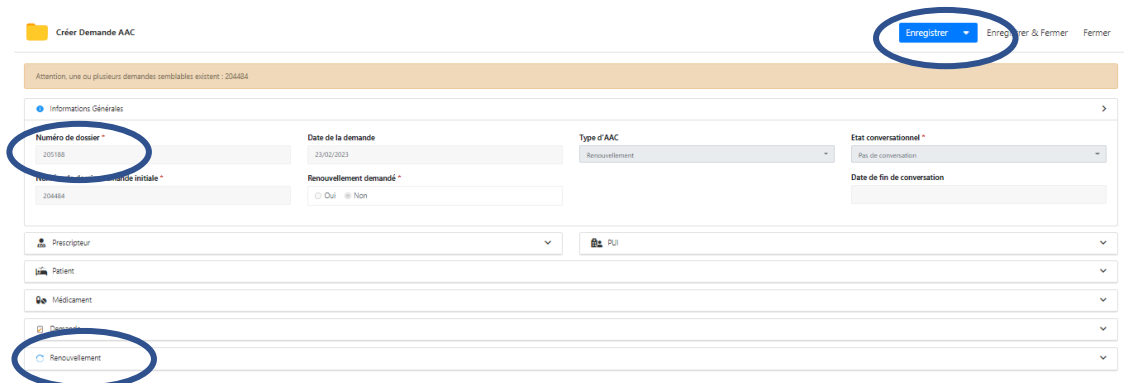 Créer Demande AAC
Enregistrer
Enregistrer & Fermer
Fermer
Attention, une ou plusieurs demandes semblables existent : 204484
Informations Générales
Numéro de dossier *
Date de la demande
Type d'AAC
Etat conversationnel *
205188
23/02/2023
Renouvellement
Pas de conversation
demande initiale *
Renouvellement demandé *
Date de fin de conversation
204484
Oui
Non
Prescripteur
PUI
Patient
Médicament
Demande
Renouvellement